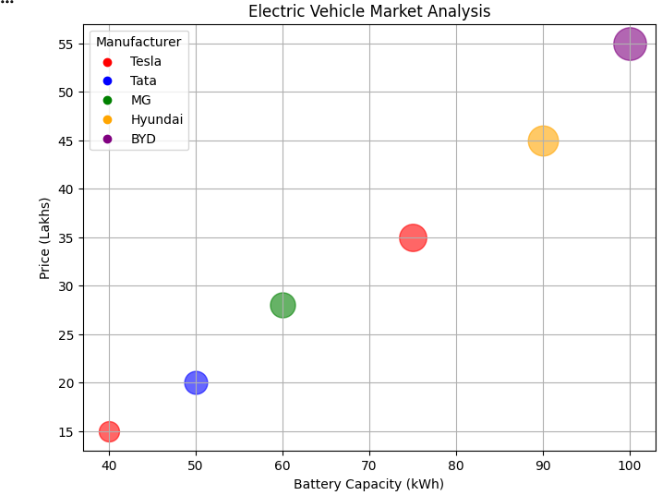 ...
Electric Vehicle Market Analysis
Manufacturer
Tesla
Tata
MG
Hyundai
BYD
55
50
45
40
35
30
25
20
15
Price (Lakhs)
40 50 60 70 80 90 100
Battery Capacity (kWh)